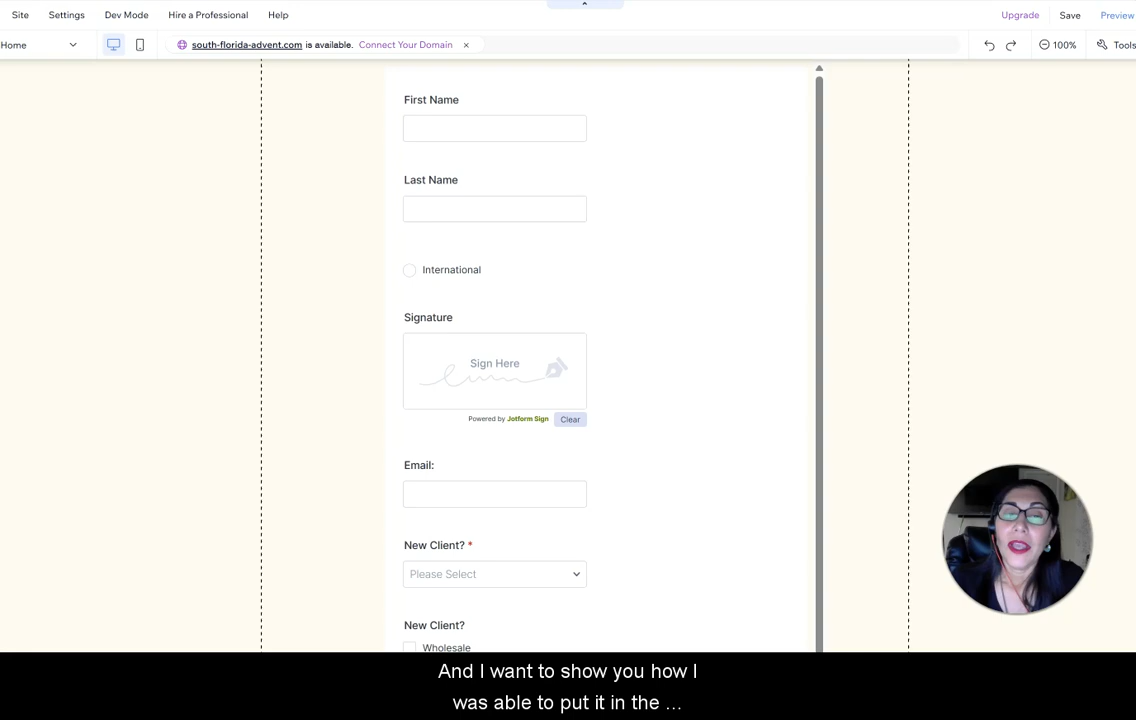 Site Settings Dev Mode Hire a Professional Help Upgrade Save Preview
Home south-florida-advent.com is available. Connect Your Domain × 100% Tools
First Name
Last Name
International
Signature
Sign Here
Powered by Jotform Sign Clear
Email:
New Client? *
Please Select
New Client?
Wholesale
And I want to show you how I
was able to put it in the ...